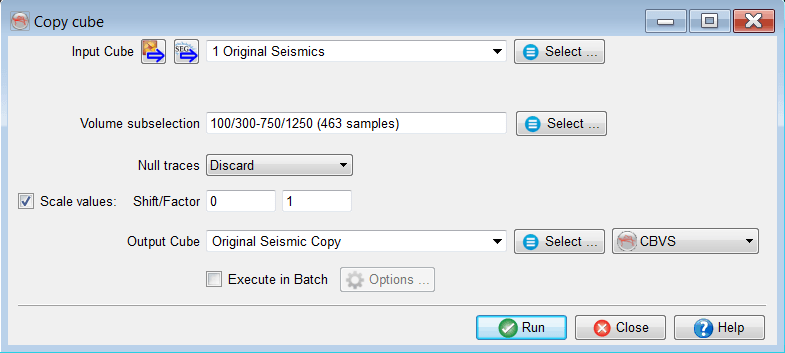 Copy cube
Input Cube SEGY 1 Original Seismics Select ...
Volume subselection 100/300-750/1250 (463 samples) Select ...
Null traces Discard
Scale values: Shift/Factor 0 1
Output Cube Original Seismic Copy Select ... CBVS
Execute in Batch Options ...
Run Close Help